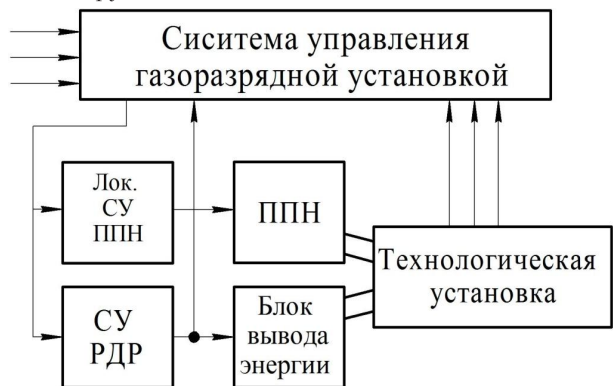 Сиситема управления
газоразрядной установкой
Лок.
СУ
ППН
ППН
Технологическая
установка
СУ
РДР
Блок
вывода
энергии